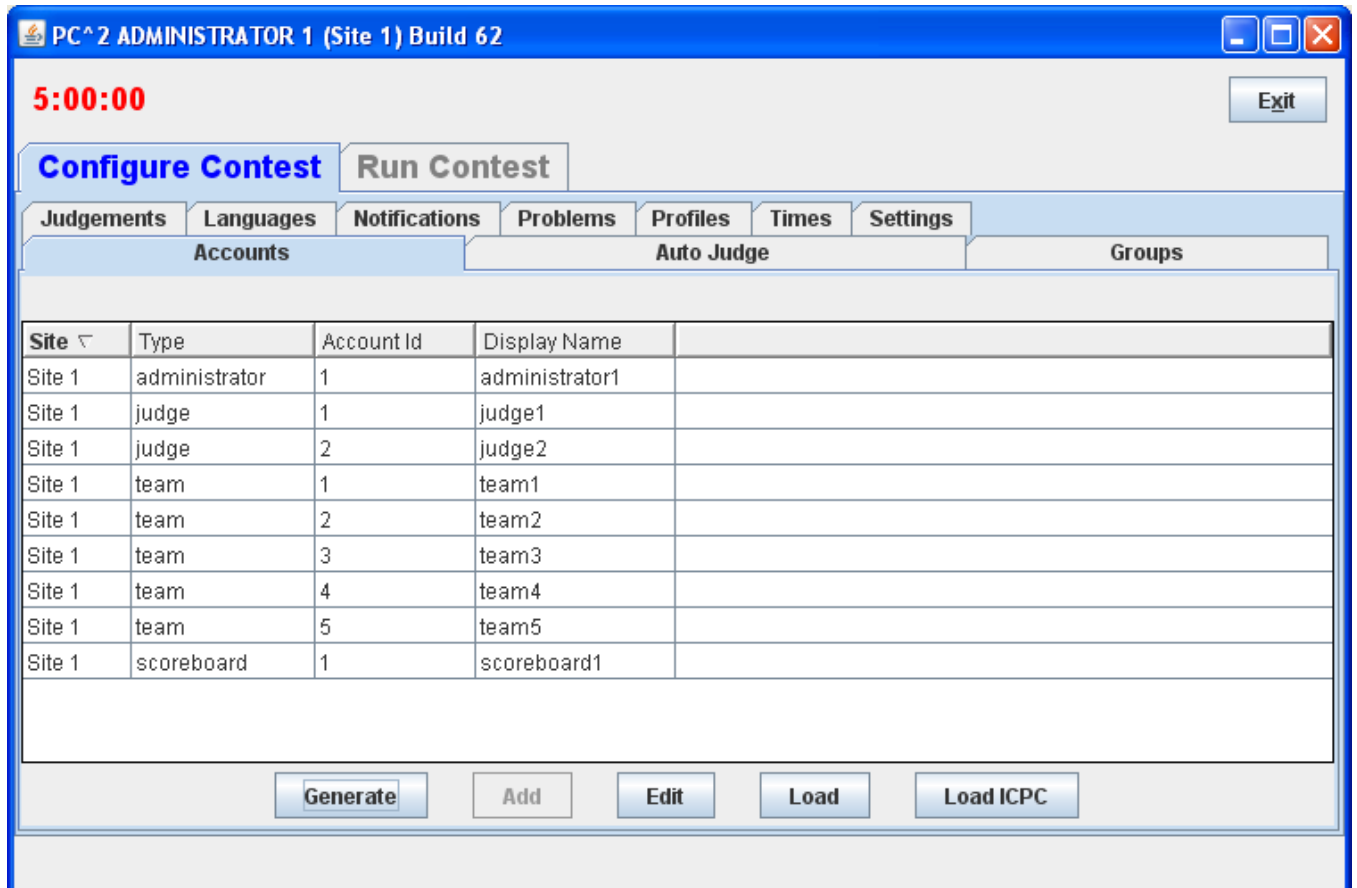 PC^2 ADMINISTRATOR 1 (Site 1) Build 62
5:00:00 Exit
Configure Contest Run Contest
Judgements Languages Notifications Problems Profiles Times Settings
Accounts Auto Judge Groups
Site Type Account Id Display Name
Site 1 administrator 1 administrator1
Site 1 judge 1 judge1
Site 1 judge 2 judge2
Site 1 team 1 team1
Site 1 team 2 team2
Site 1 team 3 team3
Site 1 team 4 team4
Site 1 team 5 team5
Site 1 scoreboard 1 scoreboard1
Generate Add Edit Load Load ICPC